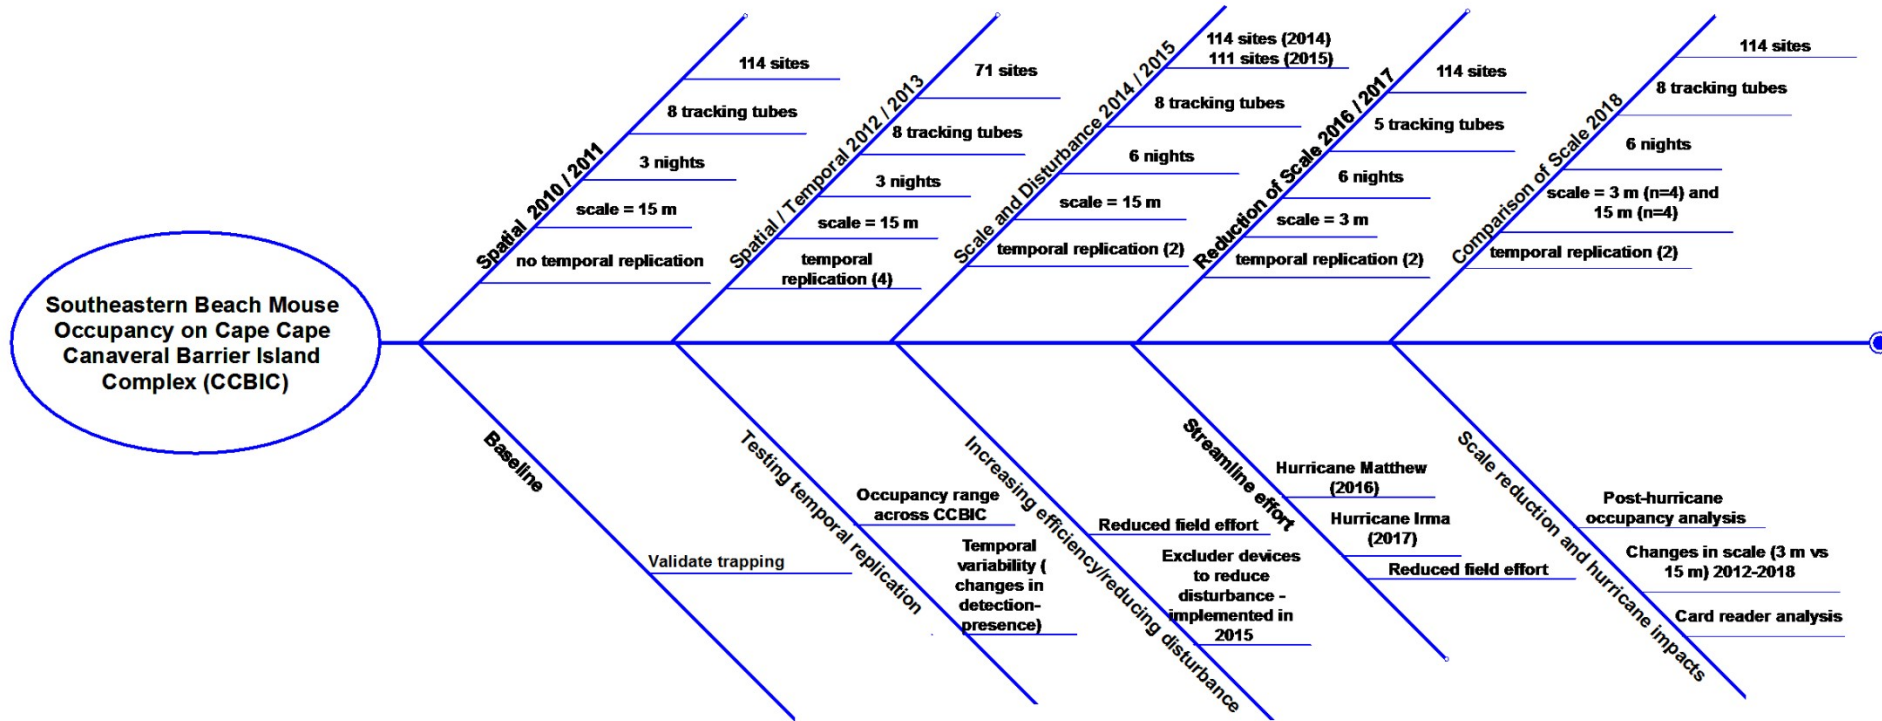 Southeastern Beach Mouse
Occupancy on Cape Cape
Canaveral Barrier Island
Complex (CCBIC)
Spatial 2010 / 2011
114 sites
8 tracking tubes
3 nights
scale = 15 m
no temporal replication
Spatial / Temporal 2012 / 2013
71 sites
8 tracking tubes
3 nights
scale = 15 m
temporal
replication (4)
Scale and Disturbance 2014 / 2015
114 sites (2014)
111 sites (2015)
8 tracking tubes
6 nights
scale = 15 m
temporal replication (2)
Reduction of Scale 2016 / 2017
114 sites
5 tracking tubes
6 nights
scale = 3 m
temporal replication (2)
Comparison of Scale 2018
114 sites
8 tracking tubes
6 nights
scale = 3 m (n=4) and
15 m (n=4)
temporal replication (2)
Baseline
Validate trapping
Testing temporal replication
Occupancy range
across CCBIC
Temporal
variability (
changes in
detection-
presence)
Increasing efficiency/reducing disturbance
Reduced field effort
Excluder devices
to reduce
disturbance -
implemented in
2015
Streamline effort
Hurricane Matthew
(2016)
Hurricane Irma
(2017)
Reduced field effort
Scale reduction and hurricane impacts
Post-hurricane
occupancy analysis
Changes in scale (3 m vs
15 m) 2012-2018
Card reader analysis